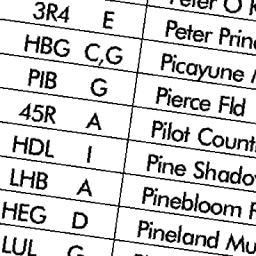 3R4 E Peter Prin
HBG C,G Picayune
PIB G Pierce Fld
45R A Pilot Count
HDL I Pine Shado
LHB A Pinebloom
HEG D Pineland Mu
LUL G